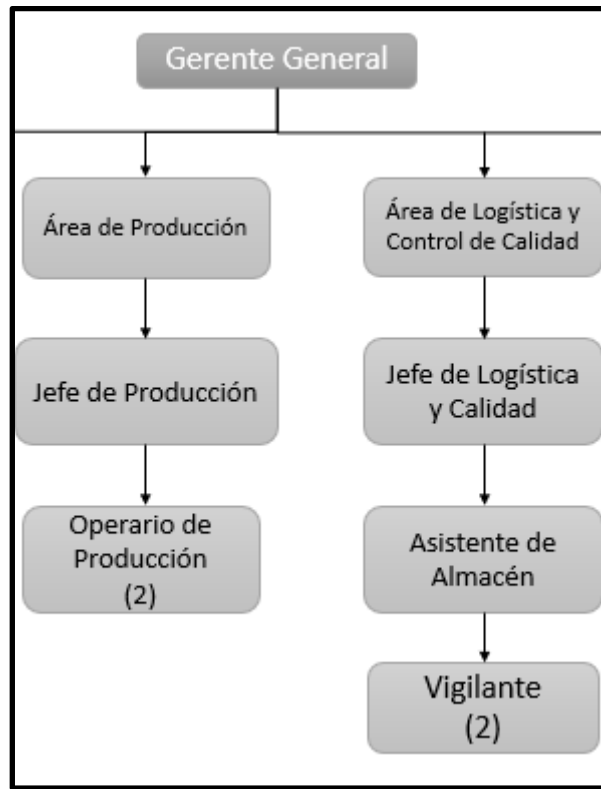 Gerente General
Área de Producción
Área de Logística y
Control de Calidad
Jefe de Producción
Jefe de Logística
y Calidad
Operario de
Producción
(2)
Asistente de
Almacén
Vigilante
(2)